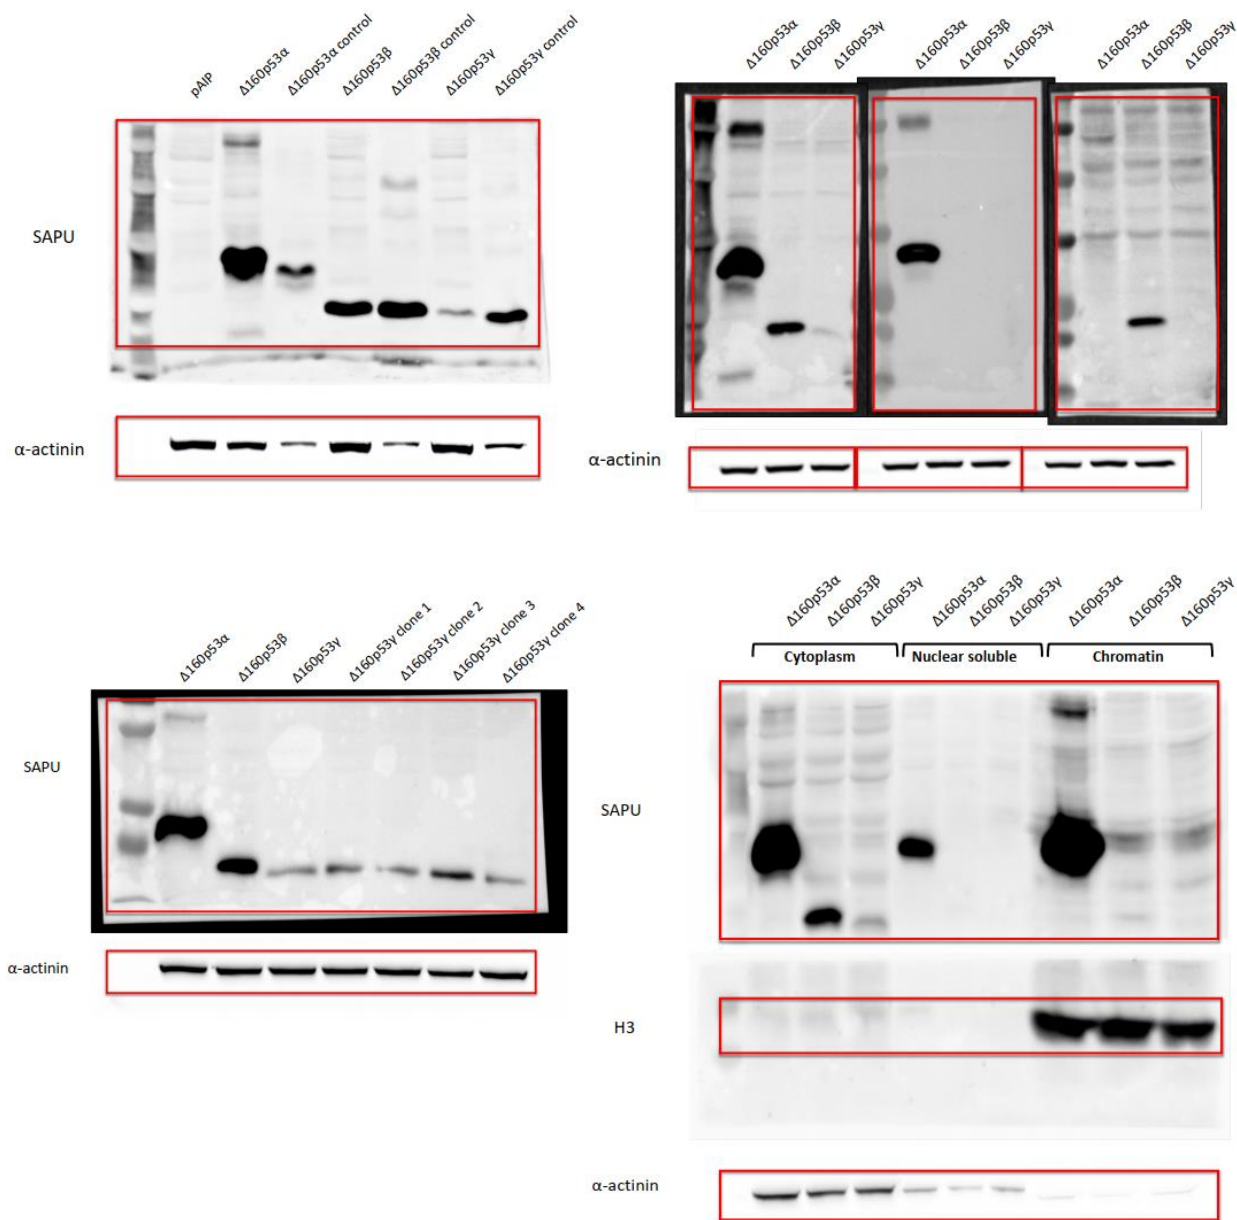 pAIP
Δ160p53α
Δ160p53α control
Δ160p53β
Δ160p53β control
Δ160p53γ
Δ160p53γ control
SAPU
α-actinin
Δ160p53α
Δ160p53β
Δ160p53γ
Δ160p53α
Δ160p53β
Δ160p53γ
Δ160p53α
Δ160p53β
Δ160p53γ
α-actinin
Δ160p53α
Δ160p53β
Δ160p53γ
Δ160p53γ clone 1
Δ160p53γ clone 2
Δ160p53γ clone 3
Δ160p53γ clone 4
SAPU
α-actinin
Δ160p53α
Δ160p53β
Δ160p53γ
Δ160p53α
Δ160p53β
Δ160p53γ
Δ160p53α
Δ160p53β
Δ160p53γ
Cytoplasm
Nuclear soluble
Chromatin
SAPU
H3
α-actinin